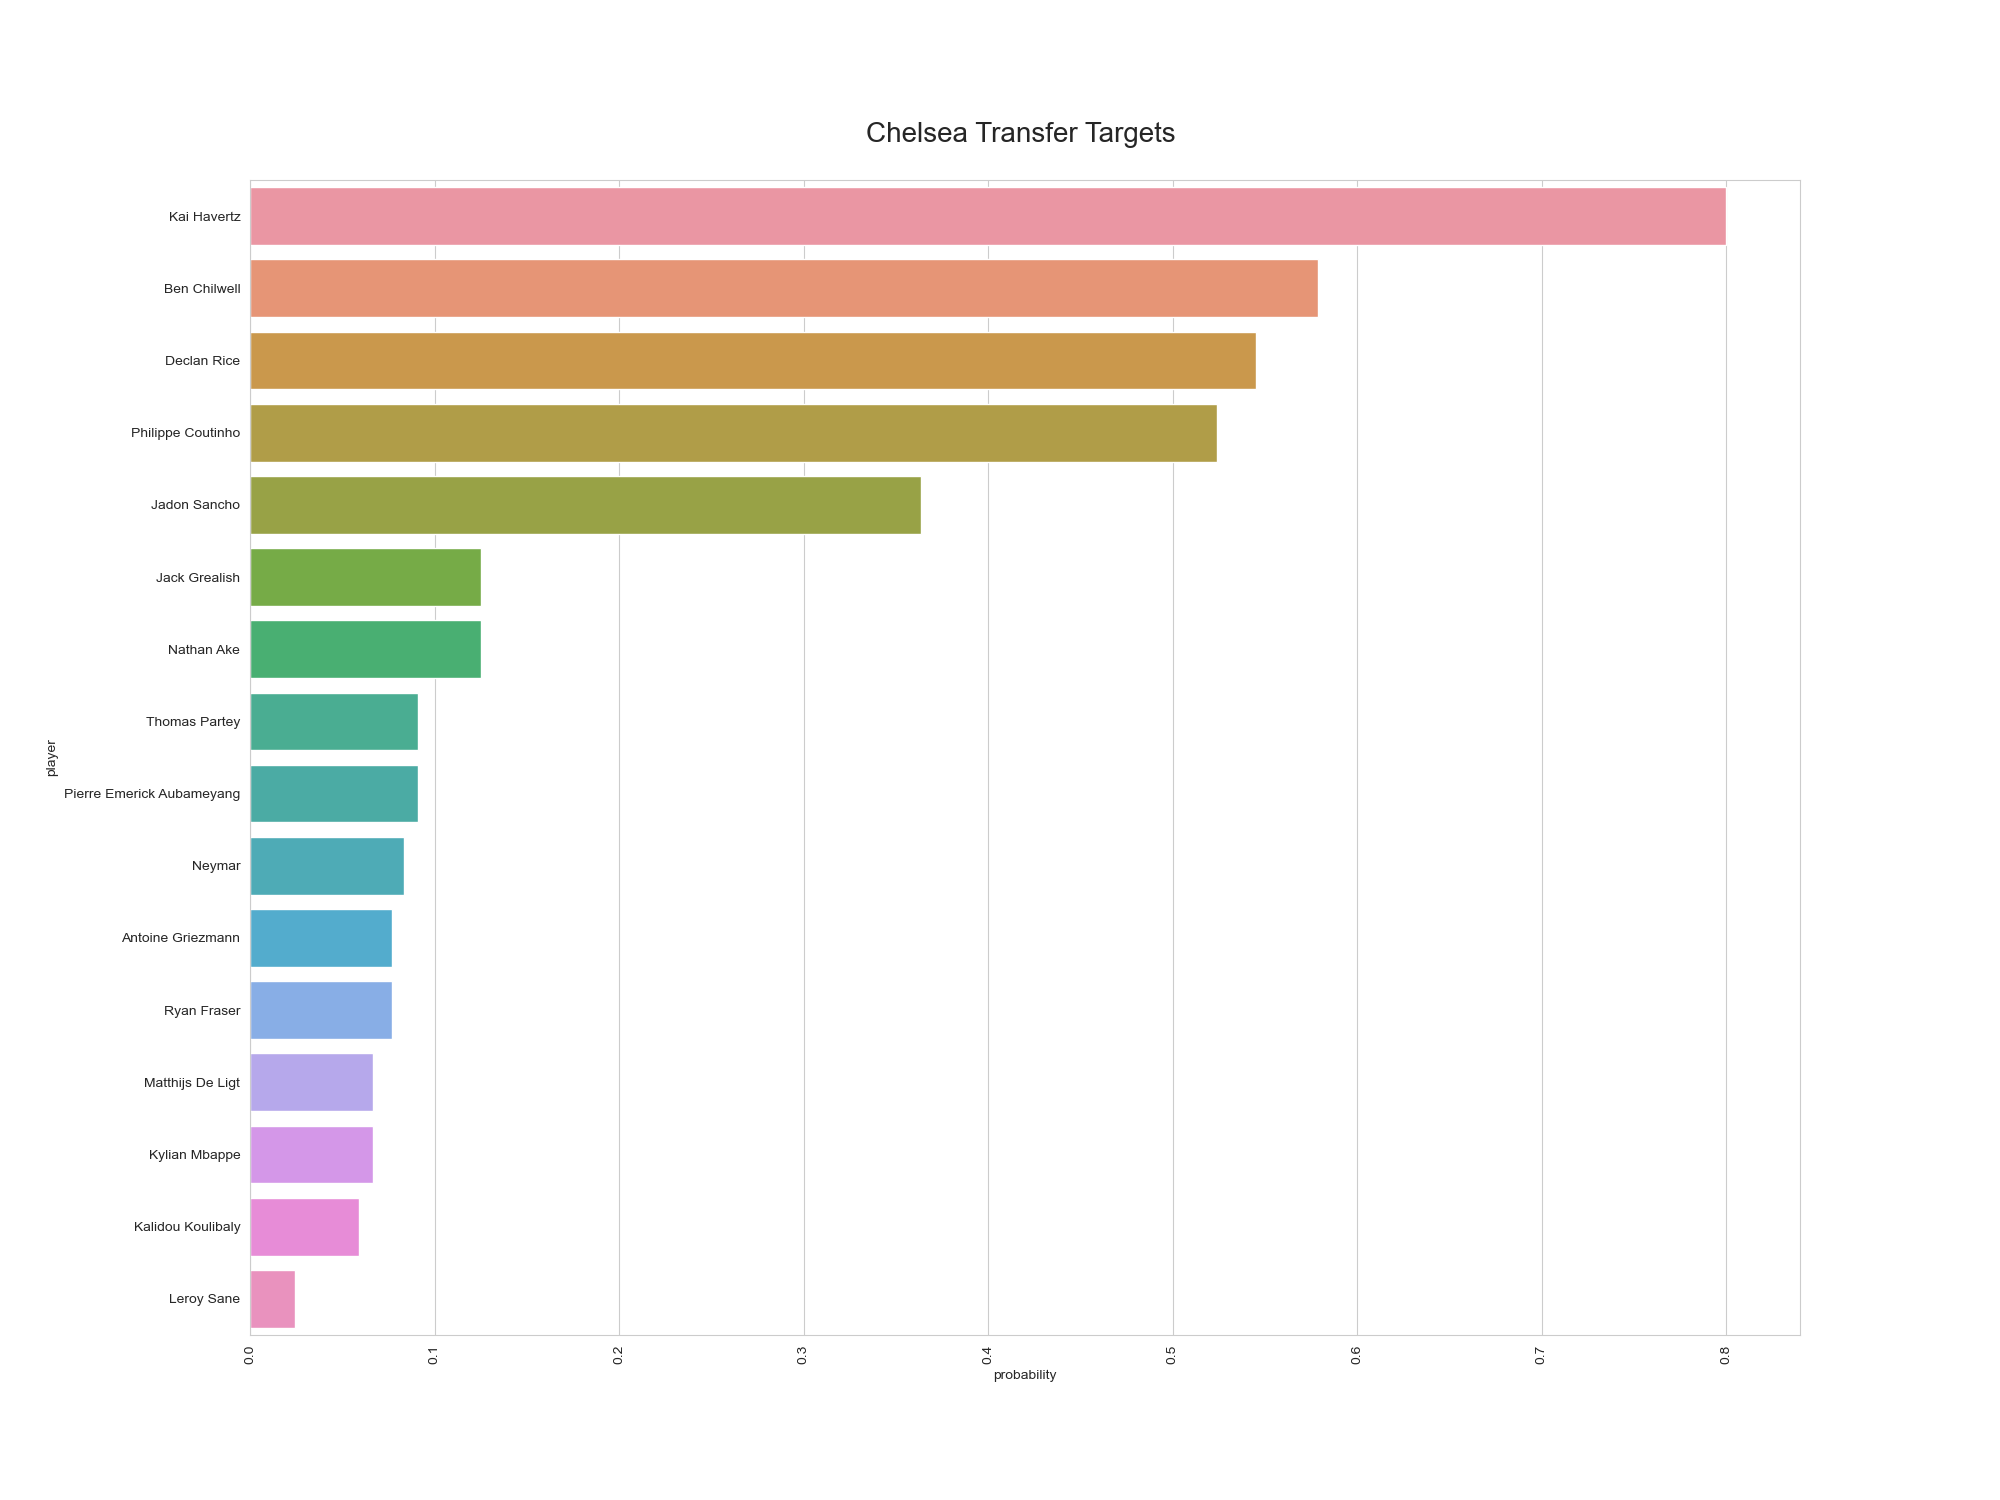 Chelsea Transfer Targets
Kai Havertz
Ben Chilwell
Declan Rice
Philippe Coutinho
Jadon Sancho
Jack Grealish
Nathan Ake
Thomas Partey
player
Pierre Emerick Aubameyang
Neymar
Antoine Griezmann
Ryan Fraser
Matthijs De Ligt
Kylian Mbappe
Kalidou Koulibaly
Leroy Sane
0.0
0.1
0.2
0.3
0.4
0.5
0.6
0.7
0.8
probability